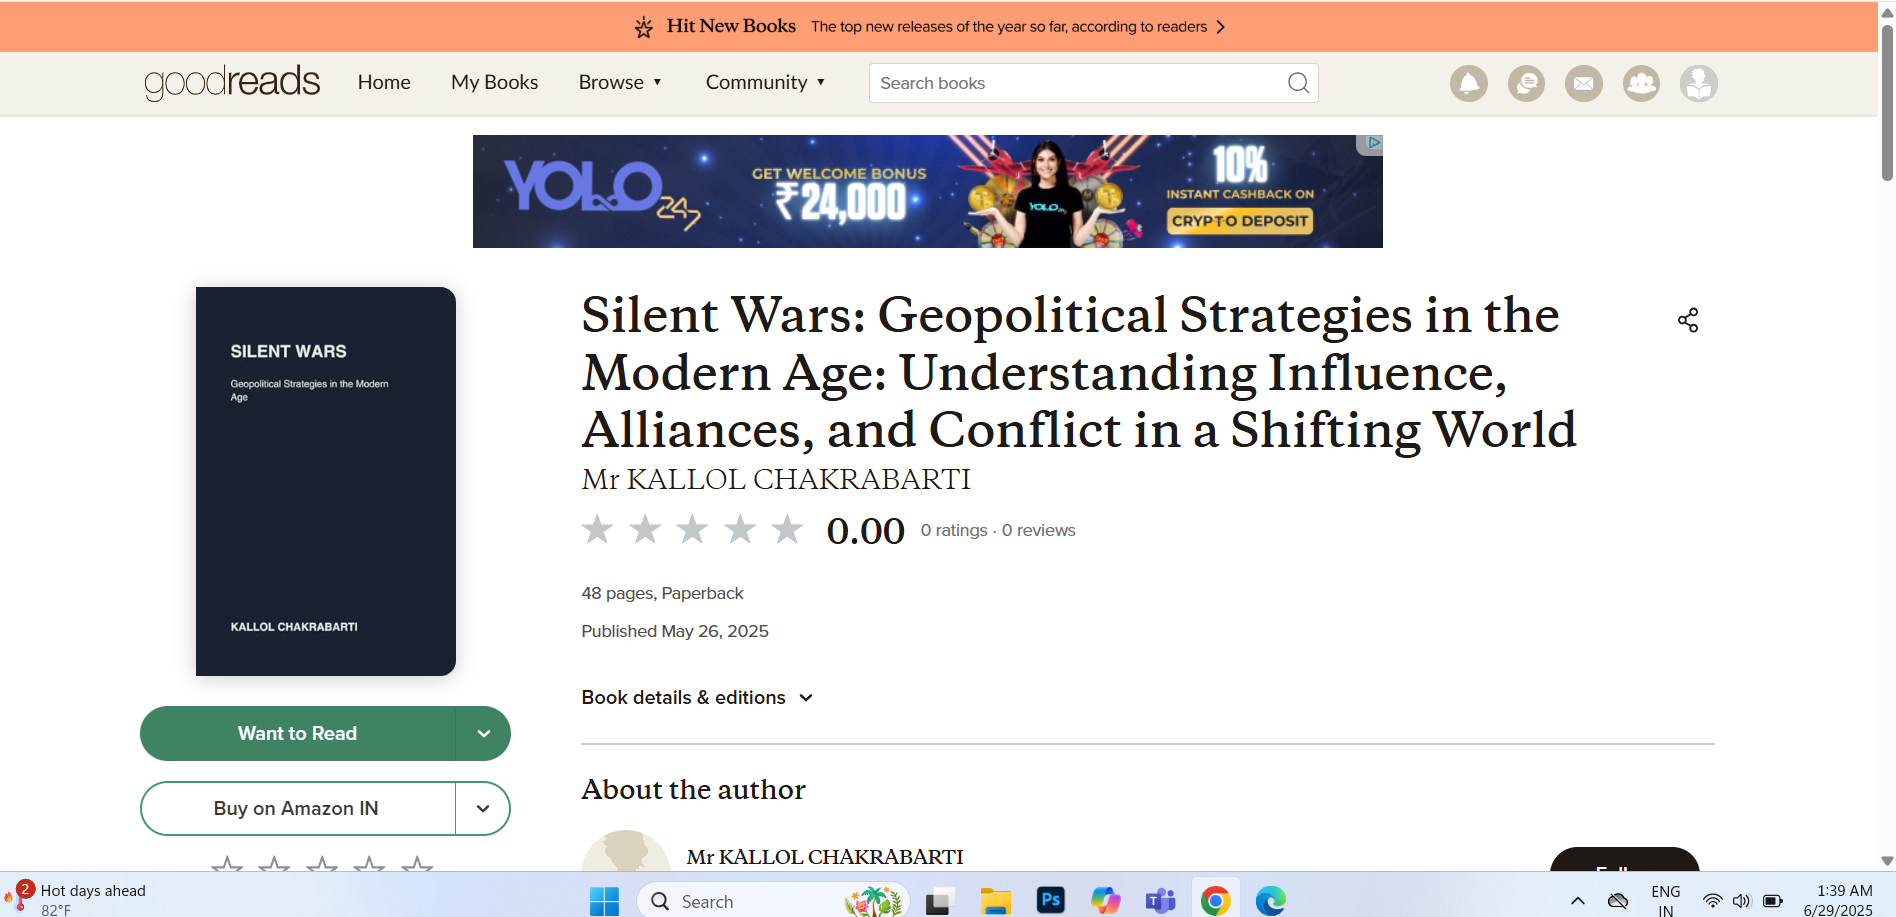 Hit New Books The top new releases of the year so far, according to readers
goodreads Home My Books Browse Community Search books
YOLO 247
GET WELCOME BONUS
₹24,000
YOLO
10%
INSTANT CASHBACK ON
CRYPTO DEPOSIT
SILENT WARS
Geopolitical Strategies in the Modern
Age
KALLOL CHAKRABARTI
Want to Read
Buy on Amazon IN
Silent Wars: Geopolitical Strategies in the
Modern Age: Understanding Influence,
Alliances, and Conflict in a Shifting World
Mr KALLOL CHAKRABARTI
0.00 0 ratings · 0 reviews
48 pages, Paperback
Published May 26, 2025
Book details & editions
About the author
Mr KALLOL CHAKRABARTI
2 Hot days ahead
82°F
Search
Ps
T
ENG
IN
1:39 AM
6/29/2025